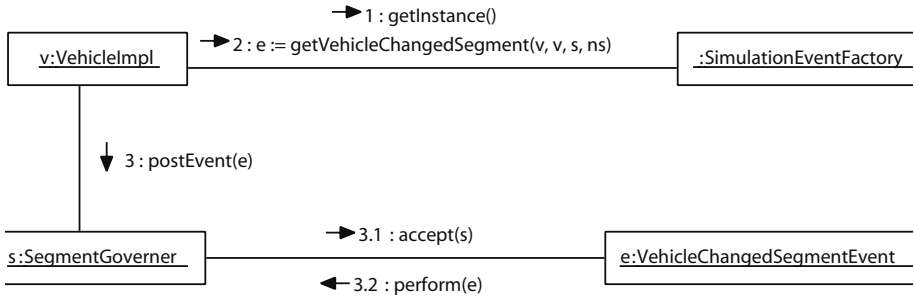 1 : getInstance()
2 : e := getVehicleChangedSegment(v, v, s, ns)
v:VehicleImpl
:SimulationEventFactory
3 : postEvent(e)
3.1 : accept(s)
s:SegmentGoverner
e:VehicleChangedSegmentEvent
3.2 : perform(e)